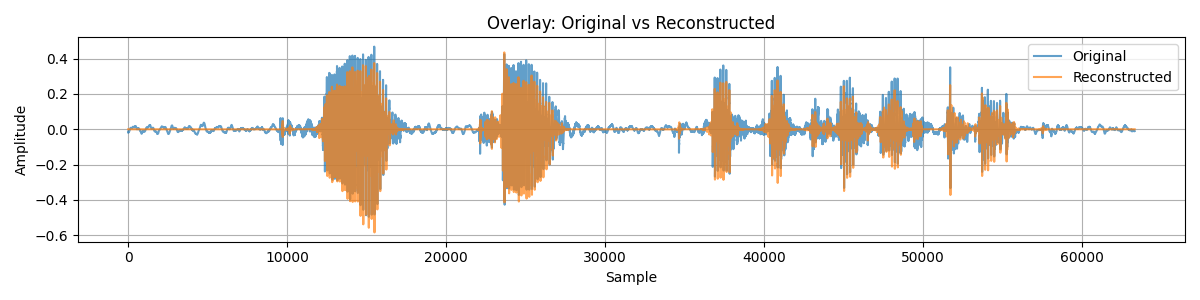 Overlay: Original vs Reconstructed
Original
Reconstructed
Amplitude
0.4
0.2
0.0
−0.2
−0.4
−0.6
0 10000 20000 30000 40000 50000 60000
Sample